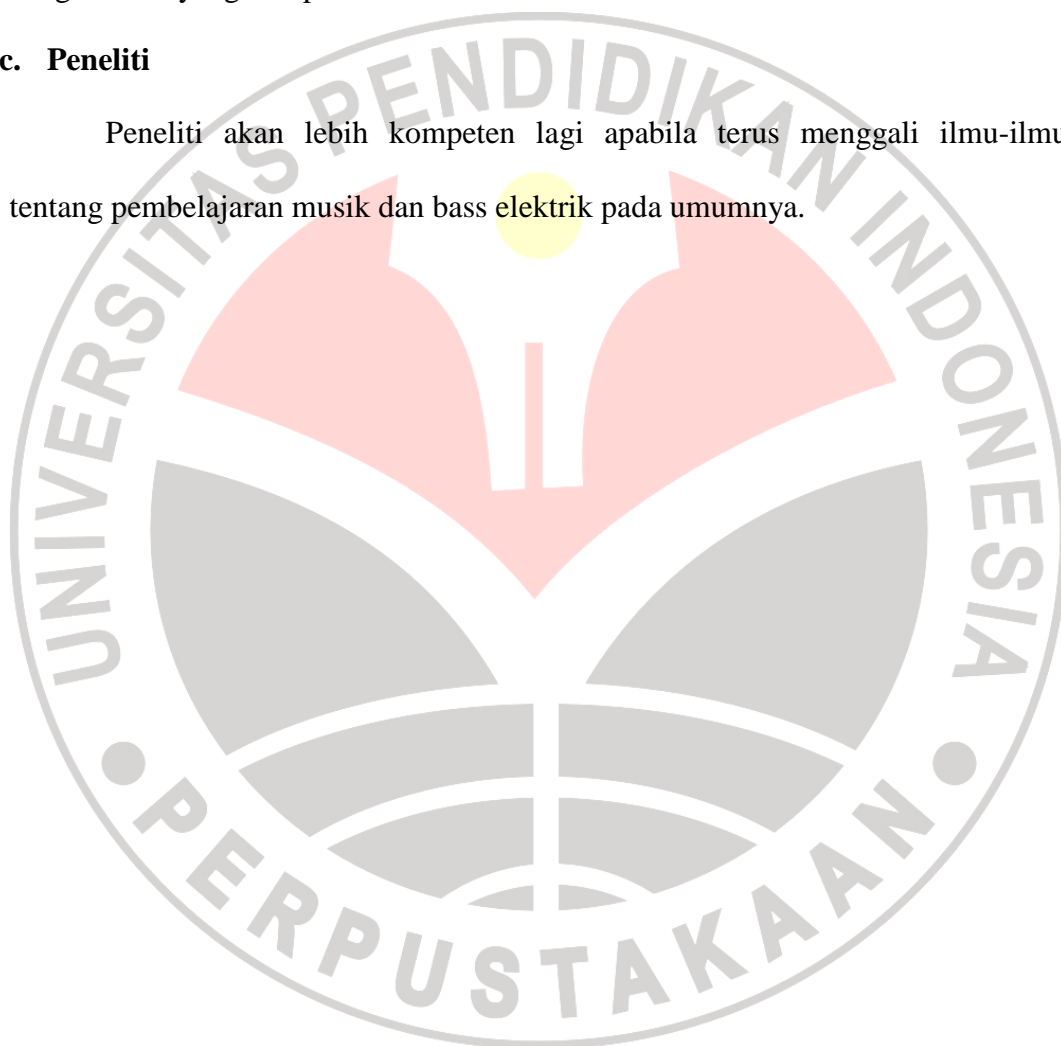 c. Peneliti
Peneliti akan lebih kompeten lagi apabila terus menggali ilmu-ilmu
tentang pembelajaran musik dan bass elektrik pada umumnya.
UNIVERSITAS PENDIDIKAN INDONESIA
PERPUSTAKAAN